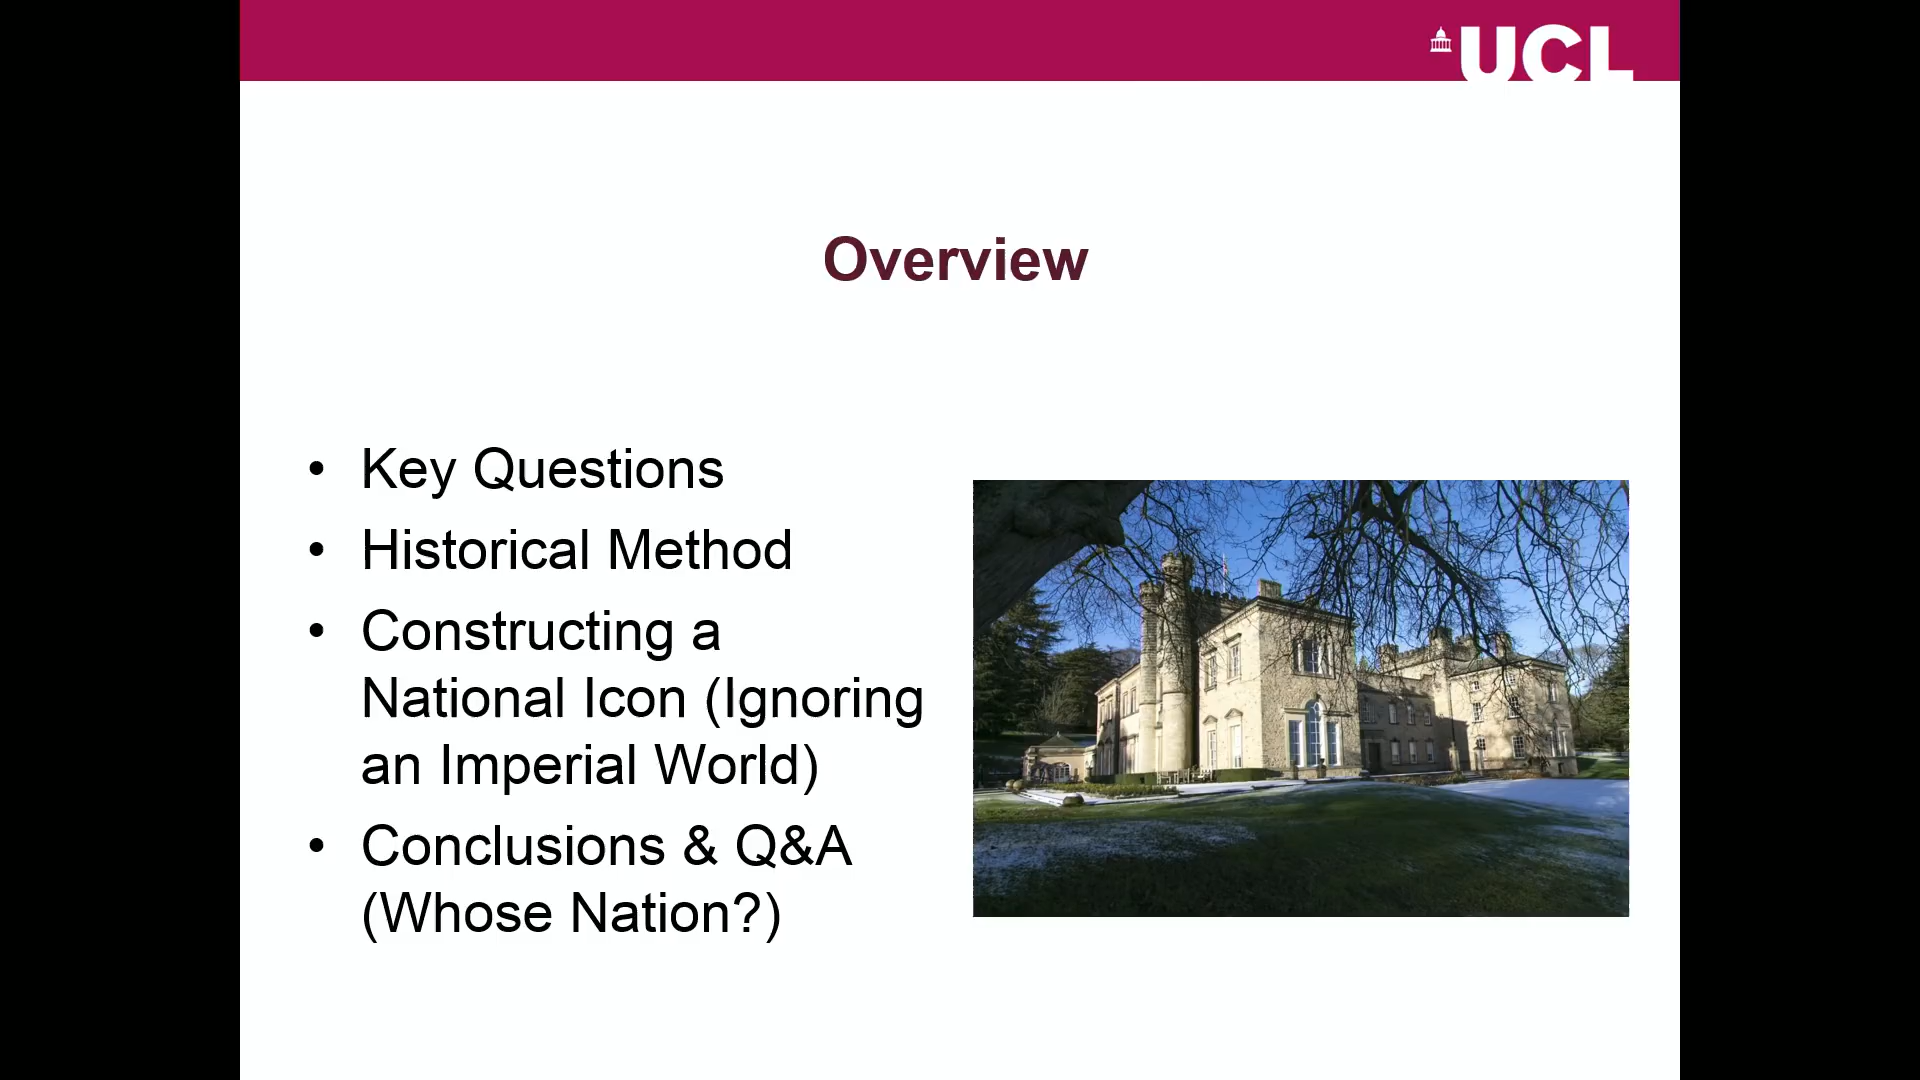 UCL
Overview
• Key Questions
• Historical Method
• Constructing a
National Icon (Ignoring
an Imperial World)
• Conclusions & Q&A
(Whose Nation?)